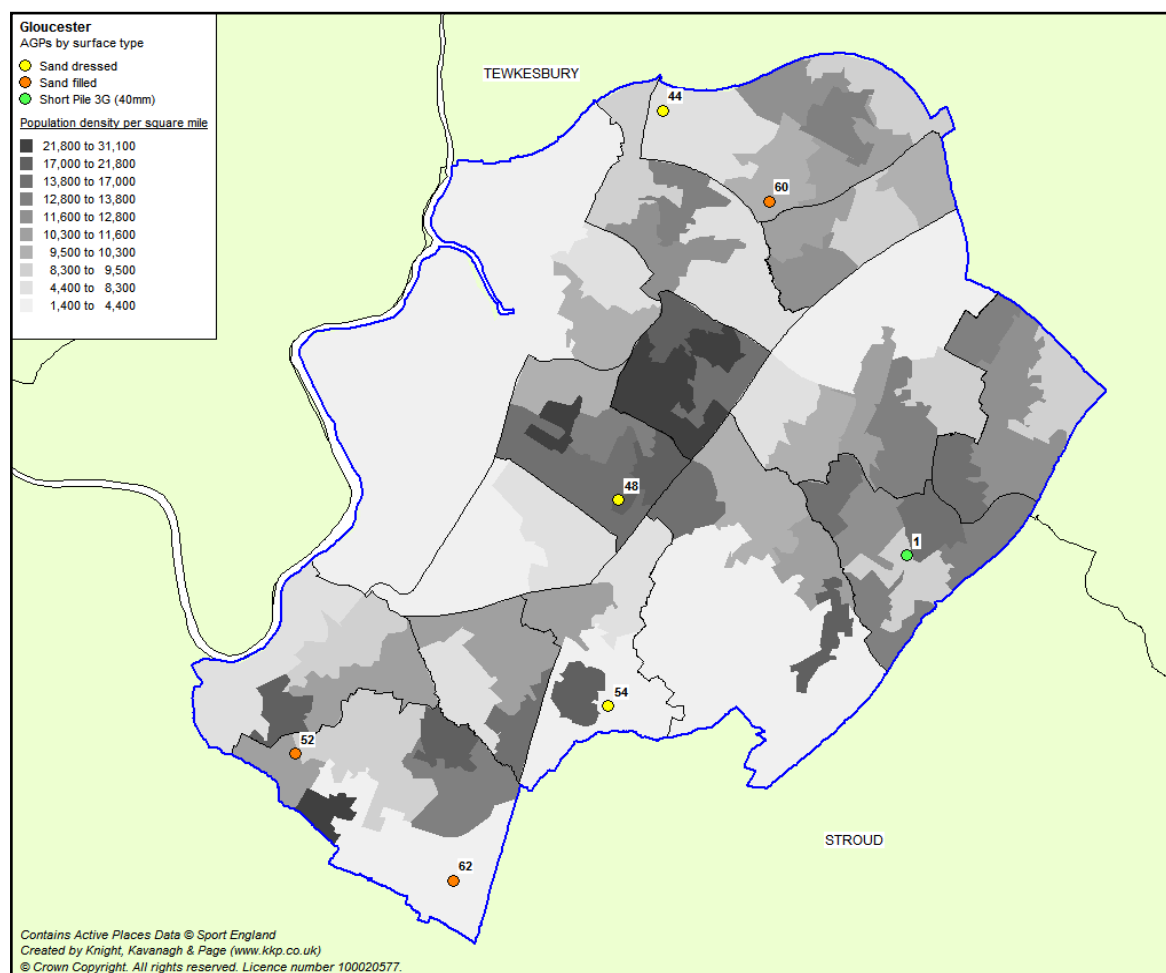 Gloucester
AGPs by surface type
Sand dressed
Sand filled
Short Pile 3G (40mm)
Population density per square mile
21,800 to 31,100
17,000 to 21,800
13,800 to 17,000
12,800 to 13,800
11,600 to 12,800
10,300 to 11,600
9,500 to 10,300
8,300 to 9,500
4,400 to 8,300
1,400 to 4,400
TEWKESBURY
44
60
48
1
54
52
62
STROUD
Contains Active Places Data © Sport England
Created by Knight, Kavanagh & Page (www.kkp.co.uk)
© Crown Copyright. All rights reserved. Licence number 100020577.